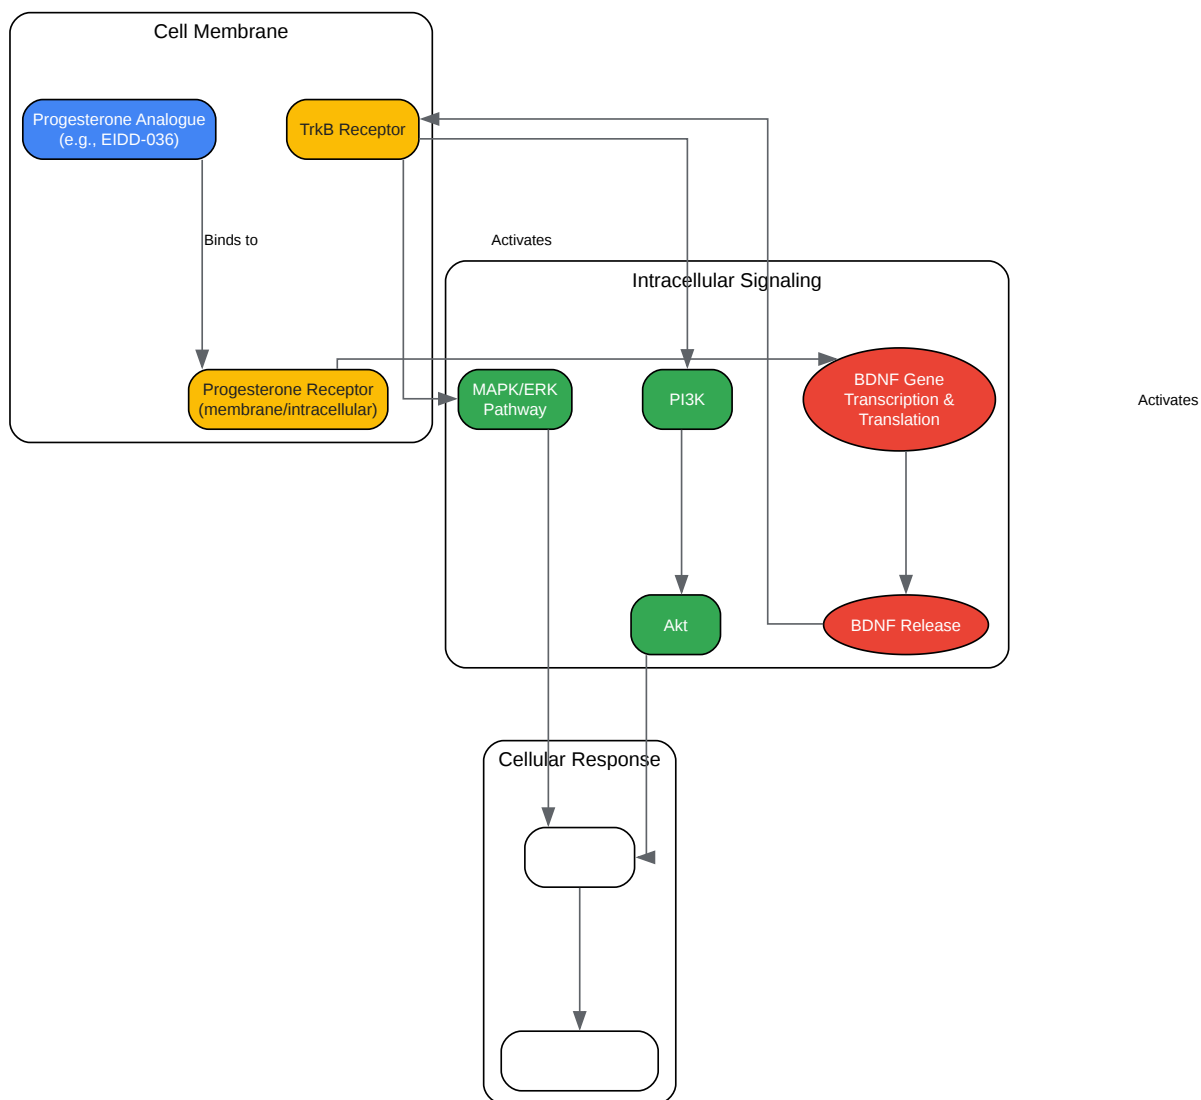 Cell Membrane
Progesterone Analogue
(e.g., EIDD-036)
TrkB Receptor
Binds to
Activates
Intracellular Signaling
Progesterone Receptor
(membrane/intracellular)
MAPK/ERK
Pathway
PI3K
BDNF Gene
Transcription &
Translation
Activates
Akt
BDNF Release
Cellular Response